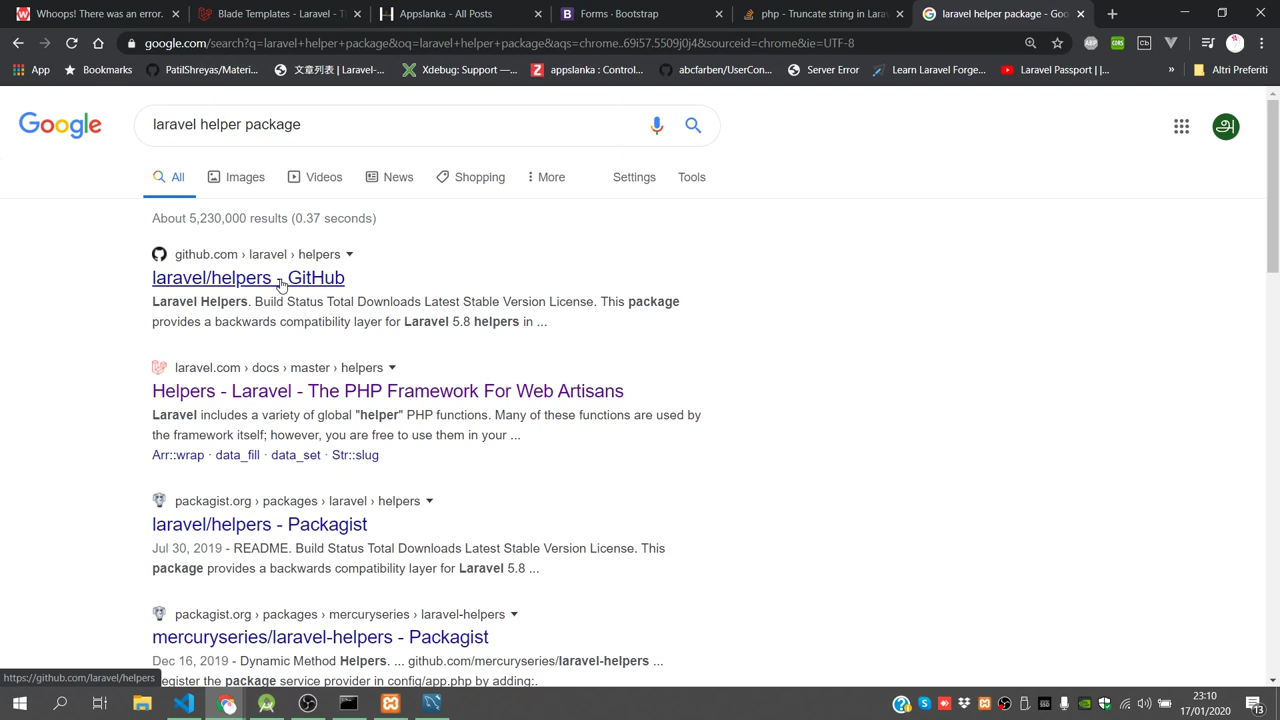 Whoops! There was an error.
Blade Templates - Laravel - T
Appslanka - All Posts
Forms · Bootstrap
php - Truncate string in Larav
laravel helper package - Goo
google.com/search?q=laravel+helper+package&oq=laravel+helper+package&aqs=chrome..69i57.5509j0j4&sourceid=chrome&ie=UTF-8
App
Bookmarks
PatilShreyas/Materi...
文章列表 | Laravel-...
Xdebug: Support —...
appslanka : Control...
abcfarben/UserCon...
Server Error
Learn Laravel Forge...
Laravel Passport | |...
»
Altri Preferiti
Google
laravel helper package
அ
All
Images
Videos
News
Shopping
More
Settings
Tools
About 5,230,000 results (0.37 seconds)
github.com › laravel › helpers
laravel/helpers - GitHub
Laravel Helpers. Build Status Total Downloads Latest Stable Version License. This package
provides a backwards compatibility layer for Laravel 5.8 helpers in ...
laravel.com › docs › master › helpers
Helpers - Laravel - The PHP Framework For Web Artisans
Laravel includes a variety of global "helper" PHP functions. Many of these functions are used by
the framework itself; however, you are free to use them in your ...
Arr::wrap · data_fill · data_set · Str::slug
packagist.org › packages › laravel › helpers
laravel/helpers - Packagist
Jul 30, 2019 - README. Build Status Total Downloads Latest Stable Version License. This
package provides a backwards compatibility layer for Laravel 5.8 ...
packagist.org › packages › mercuryseries › laravel-helpers
mercuryseries/laravel-helpers - Packagist
Dec 16, 2019 - Dynamic Method Helpers. ... github.com/mercuryseries/laravel-helpers ...
egister the package service provider in config/app.php by adding:.
https://github.com/laravel/helpers
23:10
17/01/2020
13